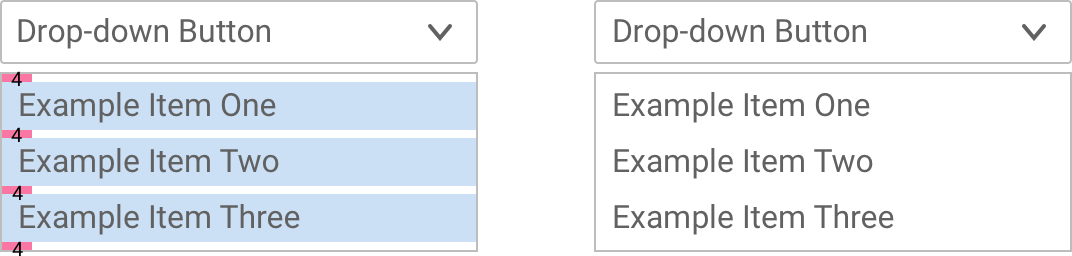 Drop-down Button
4
Example Item One
4
Example Item Two
4
Example Item Three
4
Drop-down Button
Example Item One
Example Item Two
Example Item Three